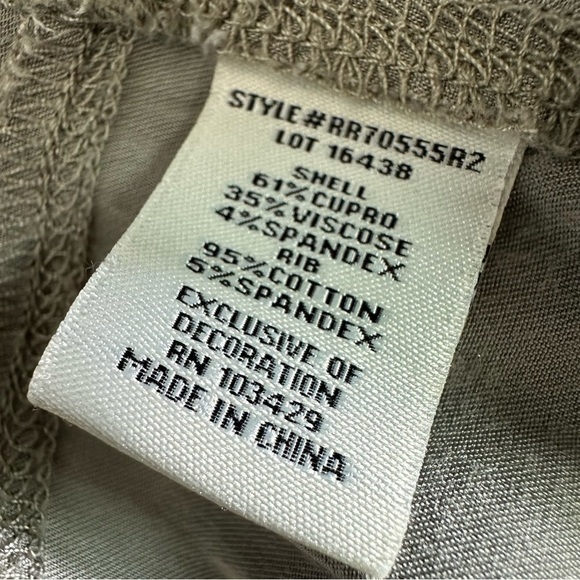 STYLE#RR70555R2
LOT 16438
SHELL
61%CUPRO
35%VISCOSE
4%SPANDEX
RIB
95%COTTON
5%SPANDEX
EXCLUSIVE OF
DECORATION
RN 103429
MADE IN CHINA